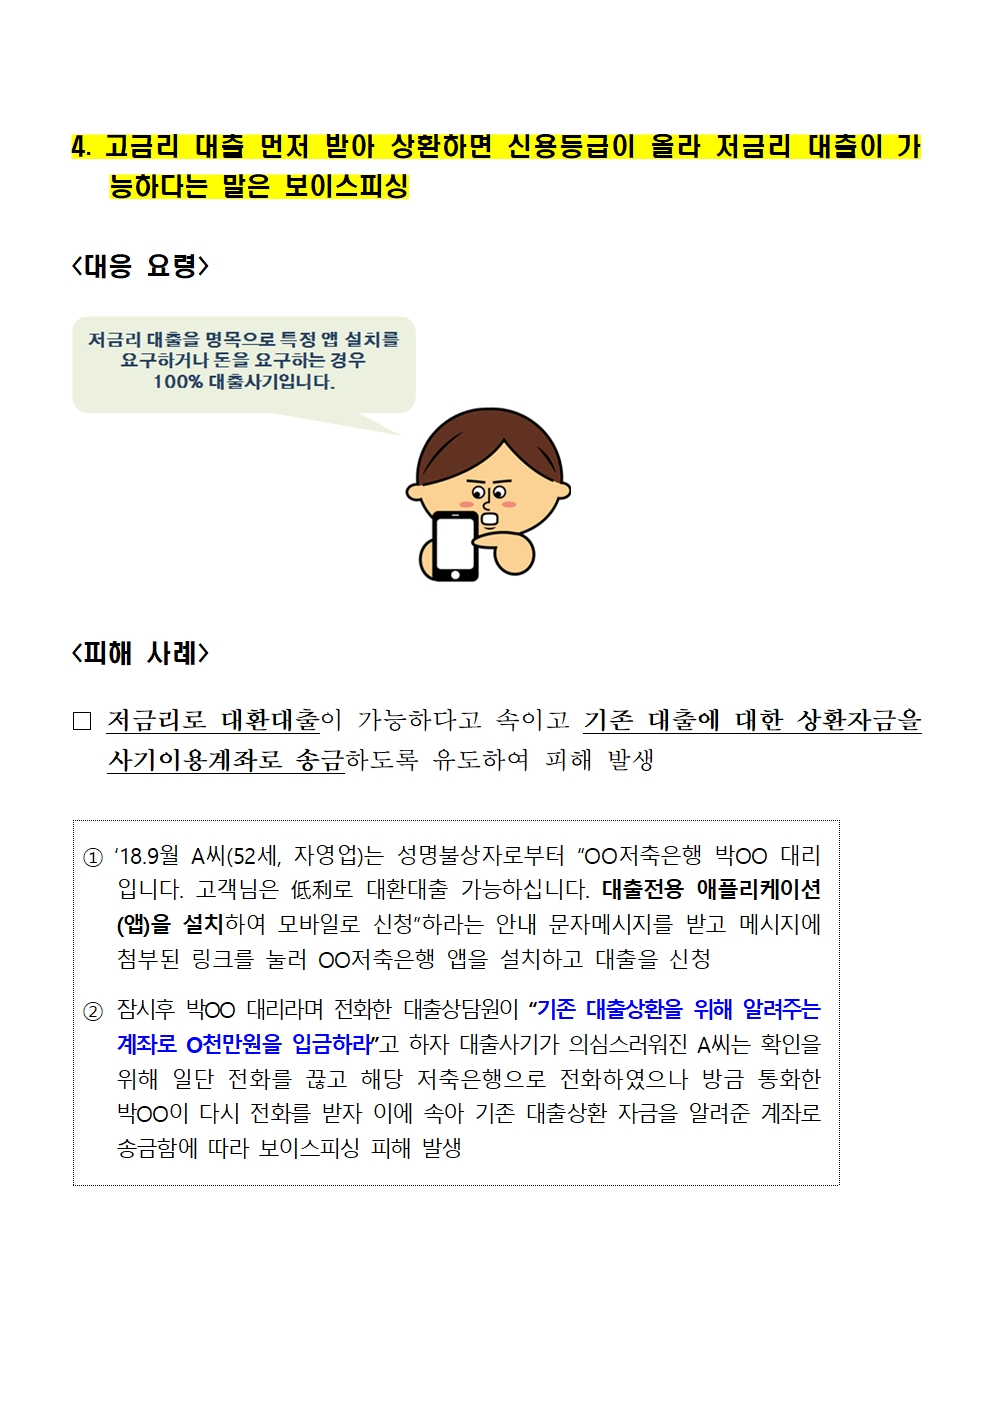 4. 고금리 대출 먼저 받아 상환하면 신용등급이 올라 저금리 대출이 가
능하다는 말은 보이스피싱
<대응 요령>
저금리 대출을 명목으로 특정 앱 설치를
요구하거나 돈을 요구하는 경우
100% 대출사기입니다.
<피해 사례>
□ 저금리로 대환대출이 가능하다고 속이고 기존 대출에 대한 상환자금을
사기이용계좌로 송금하도록 유도하여 피해 발생
① ‘18.9월 A씨(52세, 자영업)는 성명불상자로부터 “OO저축은행 박OO 대리
입니다. 고객님은 低利로 대환대출 가능하십니다. 대출전용 애플리케이션
(앱)을 설치하여 모바일로 신청”하라는 안내 문자메시지를 받고 메시지에
첨부된 링크를 눌러 OO저축은행 앱을 설치하고 대출을 신청
② 잠시후 박OO 대리라며 전화한 대출상담원이 “기존 대출상환을 위해 알려주는
계좌로 O천만원을 입금하라”고 하자 대출사기가 의심스러워진 A씨는 확인을
위해 일단 전화를 끊고 해당 저축은행으로 전화하였으나 방금 통화한
박OO이 다시 전화를 받자 이에 속아 기존 대출상환 자금을 알려준 계좌로
송금함에 따라 보이스피싱 피해 발생